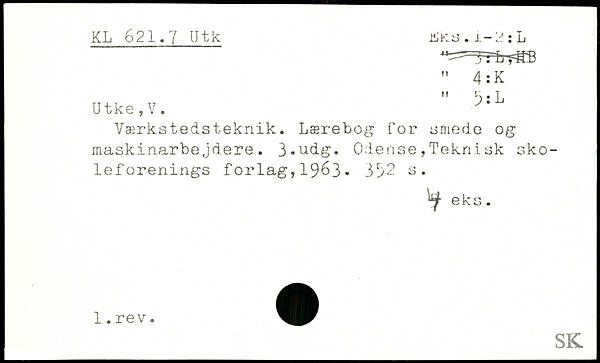 KL 621.7 Utk
Eks.1-2:L
" 3:L,HB
" 4:K
" 5:L
Utke,V.
Værkstedsteknik. Lærebog for smede og
maskinarbejdere. 3.udg. Odense,Teknisk sko-
leforenings forlag,1963. 352 s.
4 eks.
1.rev.
SK